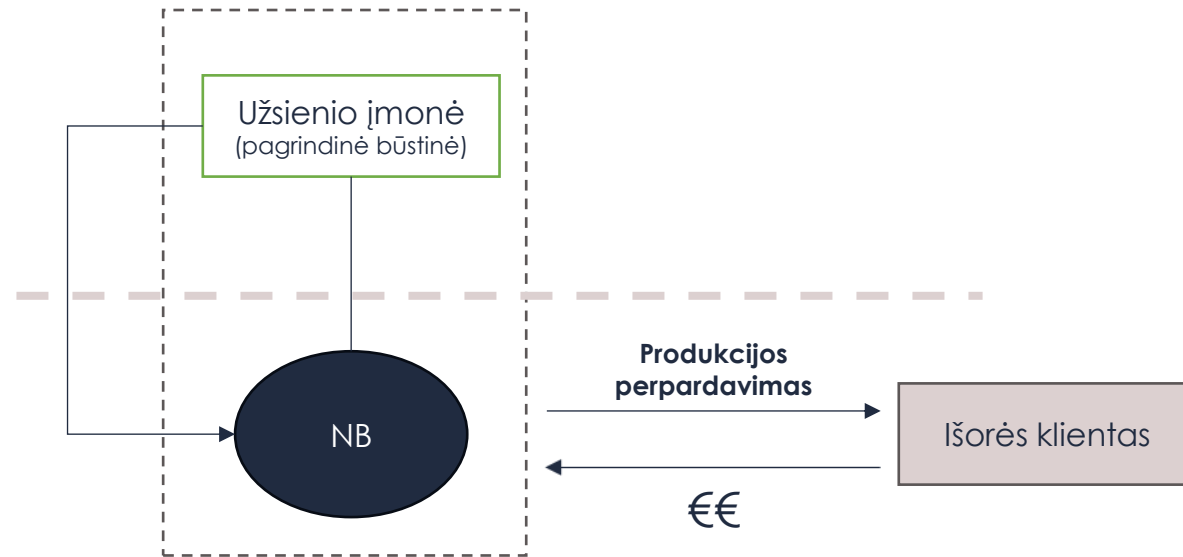 Užsienio įmonė
(pagrindinė būstinė)
Produkcijos
perpardavimas
NB
Išorės klientas
€€